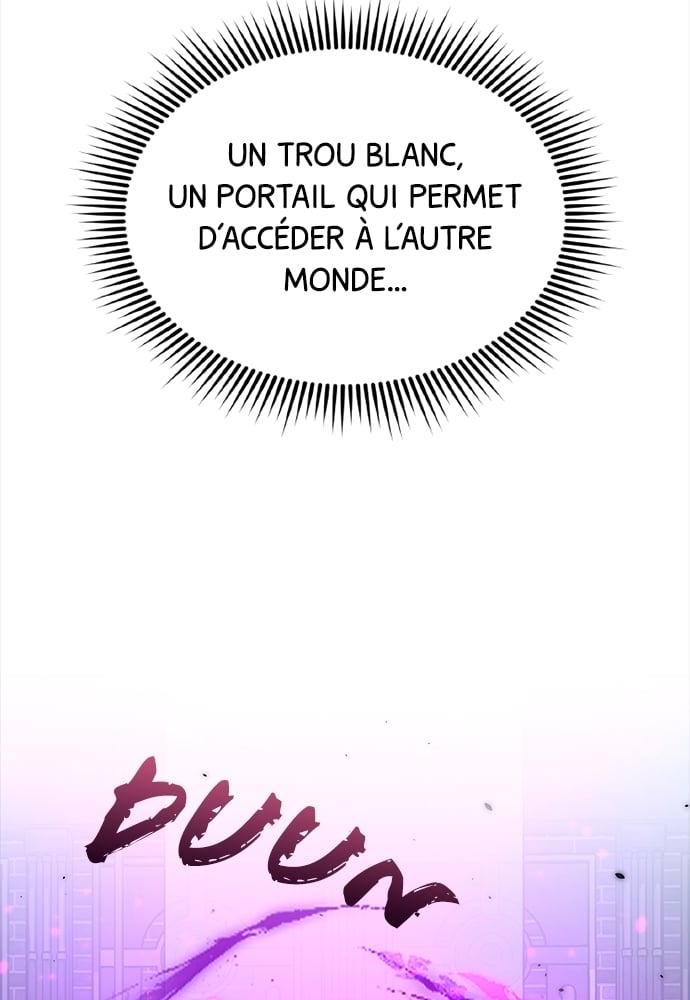 UN TROU BLANC,
UN PORTAIL QUI PERMET
D'ACCÉDER À L'AUTRE
MONDE...
DUUN